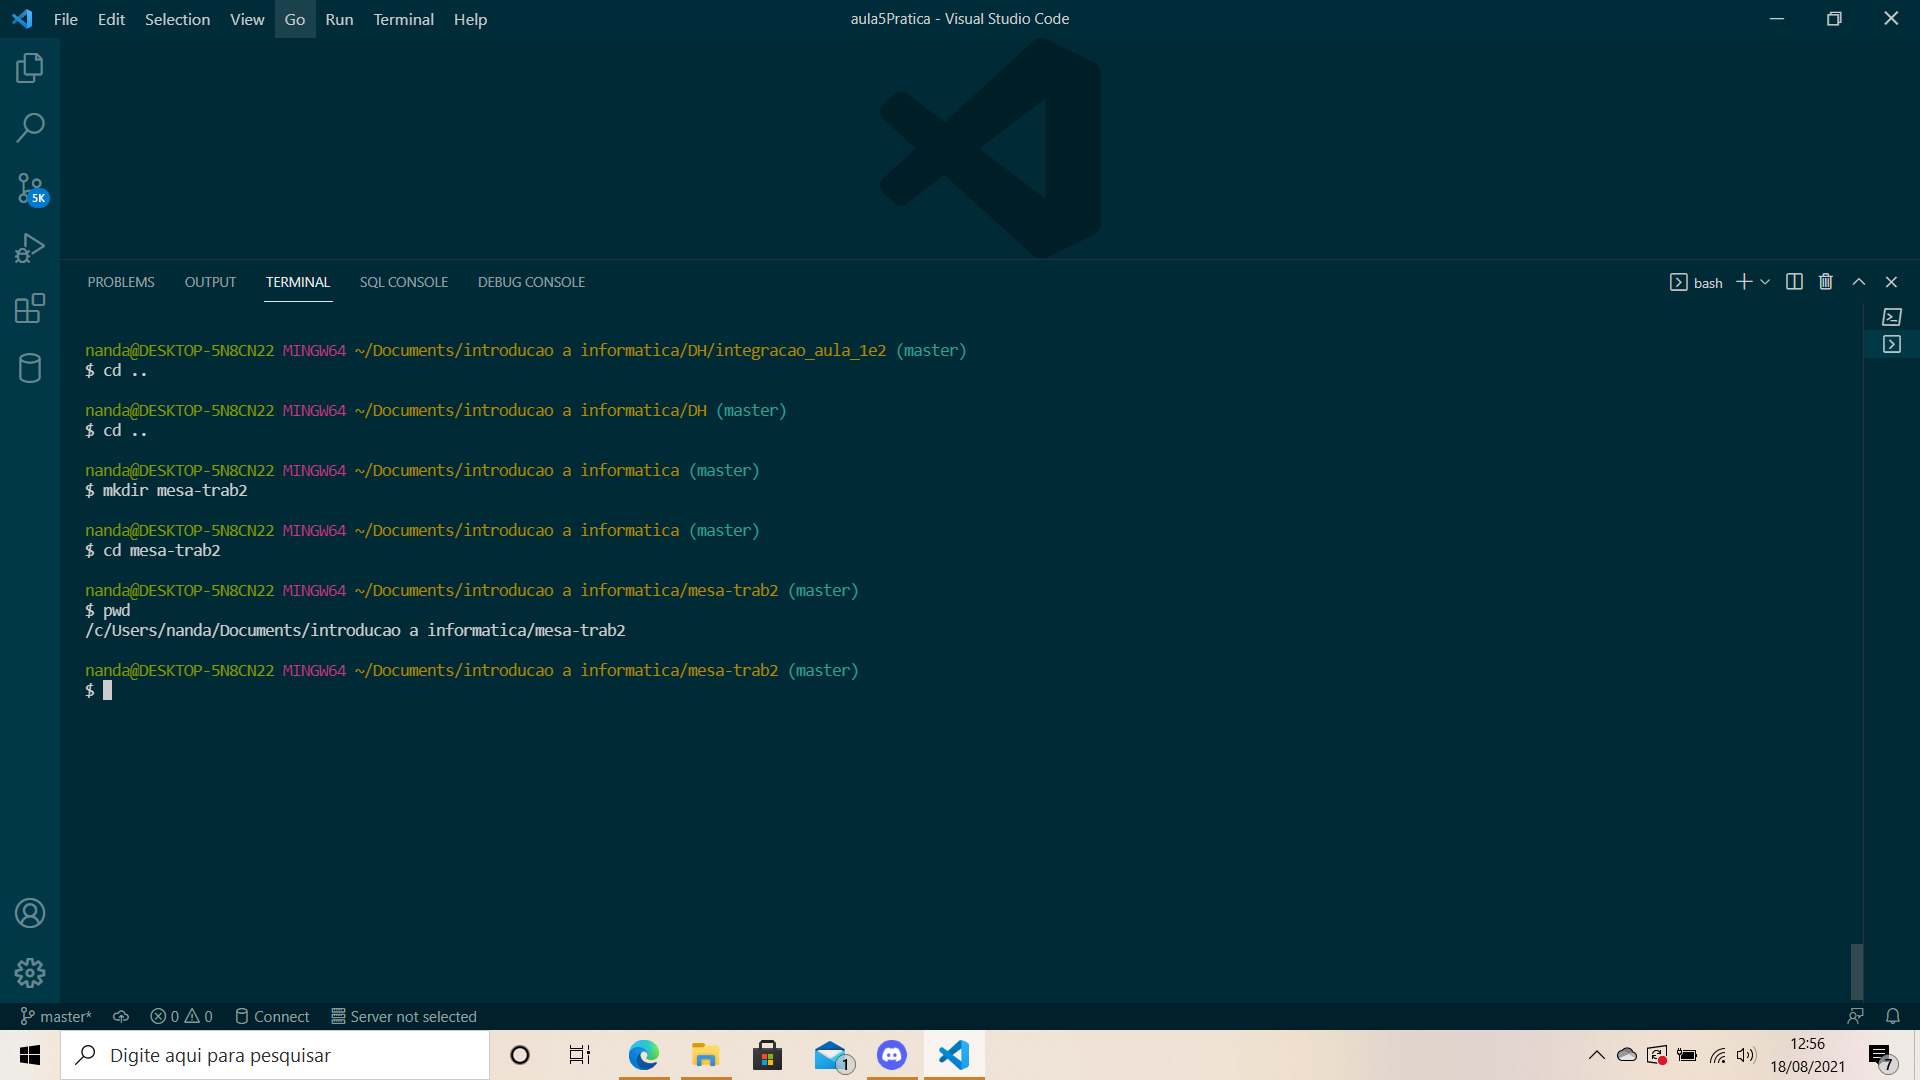 File Edit Selection View Go Run Terminal Help
aula5Pratica - Visual Studio Code
5K
PROBLEMS OUTPUT TERMINAL SQL CONSOLE DEBUG CONSOLE
bash
nanda@DESKTOP-5N8CN22 MINGW64 ~/Documents/introducao a informatica/DH/integracao_aula_1e2 (master)
$ cd ..
nanda@DESKTOP-5N8CN22 MINGW64 ~/Documents/introducao a informatica/DH (master)
$ cd ..
nanda@DESKTOP-5N8CN22 MINGW64 ~/Documents/introducao a informatica (master)
$ mkdir mesa-trab2
nanda@DESKTOP-5N8CN22 MINGW64 ~/Documents/introducao a informatica (master)
$ cd mesa-trab2
nanda@DESKTOP-5N8CN22 MINGW64 ~/Documents/introducao a informatica/mesa-trab2 (master)
$ pwd
/c/Users/nanda/Documents/introducao a informatica/mesa-trab2
nanda@DESKTOP-5N8CN22 MINGW64 ~/Documents/introducao a informatica/mesa-trab2 (master)
$
master* 0 0 Connect Server not selected
Digite aqui para pesquisar
1
12:56
18/08/2021
7